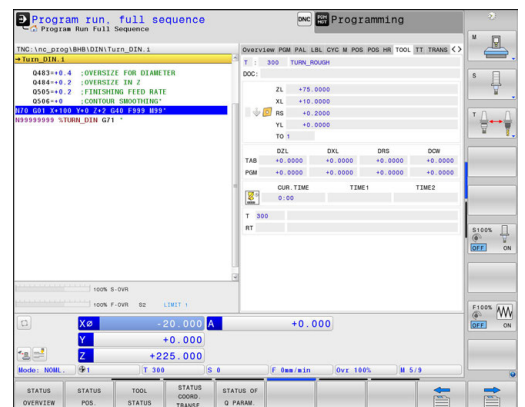 Program run, full sequence
Program Run Full Sequence
DNC
Programming
TNC:\nc_prog\BHB\DIN\Turn_DIN.i
→Turn_DIN.i
Q483=+0.4 ;OVERSIZE FOR DIAMETER
Q484=+0.2 ;OVERSIZE IN Z
Q505=+0.2 ;FINISHING FEED RATE
Q506=+0 ;CONTOUR SMOOTHING*
N70 G01 X+100 Y+0 Z+2 G40 F999 M99*
N99999999 %TURN_DIN G71 *
Overview PGM PAL LBL CYC M POS POS HR TOOL TT TRANS
T : 300 TURN_ROUGH
DOC:
ZL +75.0000
XL +10.0000
RS +0.2000
YL +0.0000
TO 1
DZL DXL DRS DCW
TAB +0.0000 +0.0000 +0.0000 +0.0000
PGM +0.0000 +0.0000 +0.0000 +0.0000
CUR.TIME TIME1 TIME2
0:00
T 300
RT
100% S-OVR
100% F-OVR S2 LIMIT 1
XØ -20.000 A +0.000
Y +0.000
Z +225.000
Mode: NOML. 1 T 300 S 0 F 0mm/min Ovr 100% M 5/9
STATUS OVERVIEW
STATUS POS.
TOOL STATUS
STATUS COORD. TRANSF.
STATUS OF Q PARAM.
M
S
T
S100%
OFF ON
F100%
OFF ON